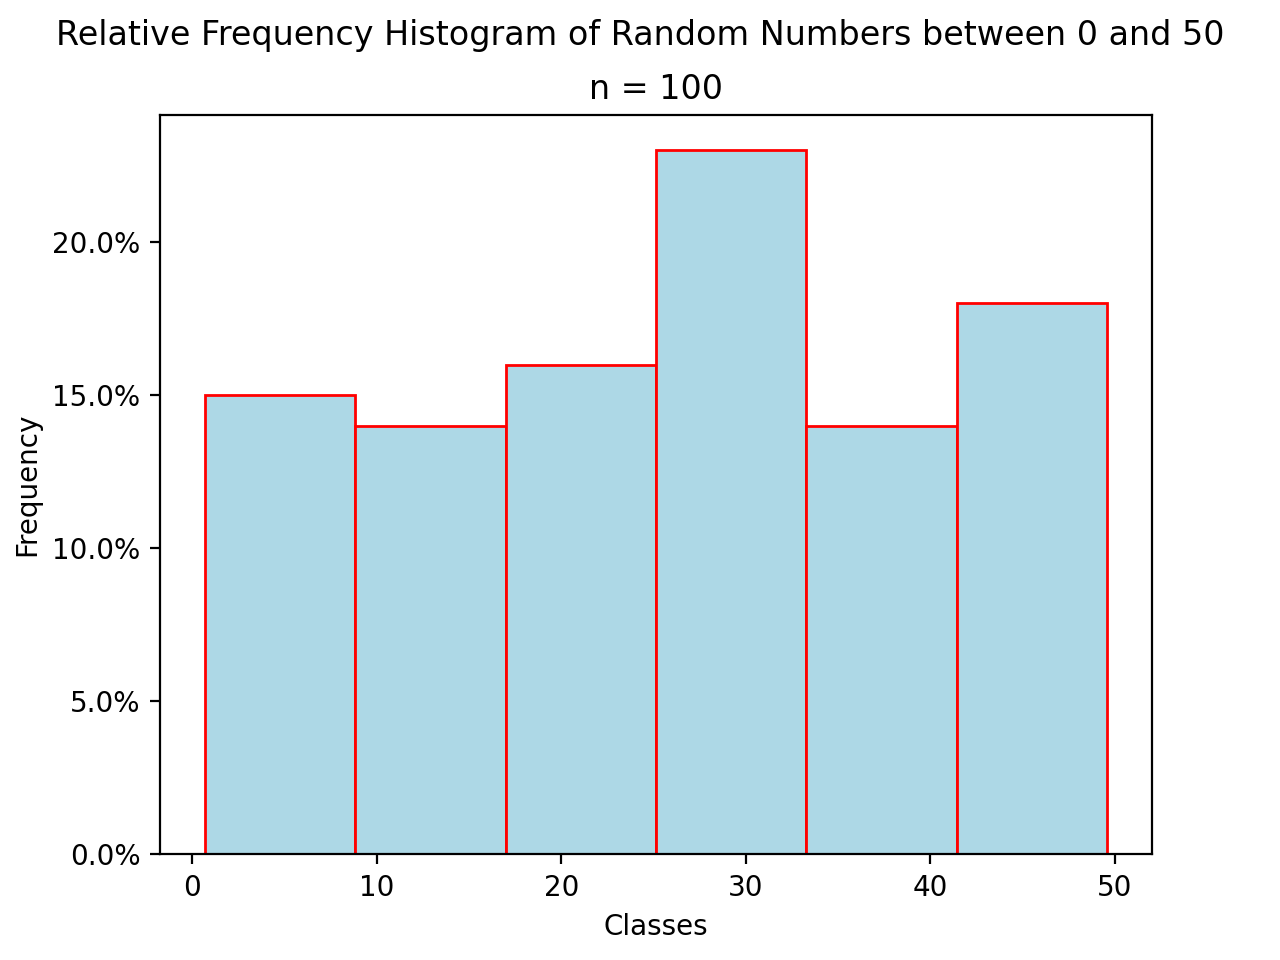 Relative Frequency Histogram of Random Numbers between 0 and 50
n = 100
20.0%
15.0%
10.0%
5.0%
0.0%
Frequency
0 10 20 30 40 50
Classes